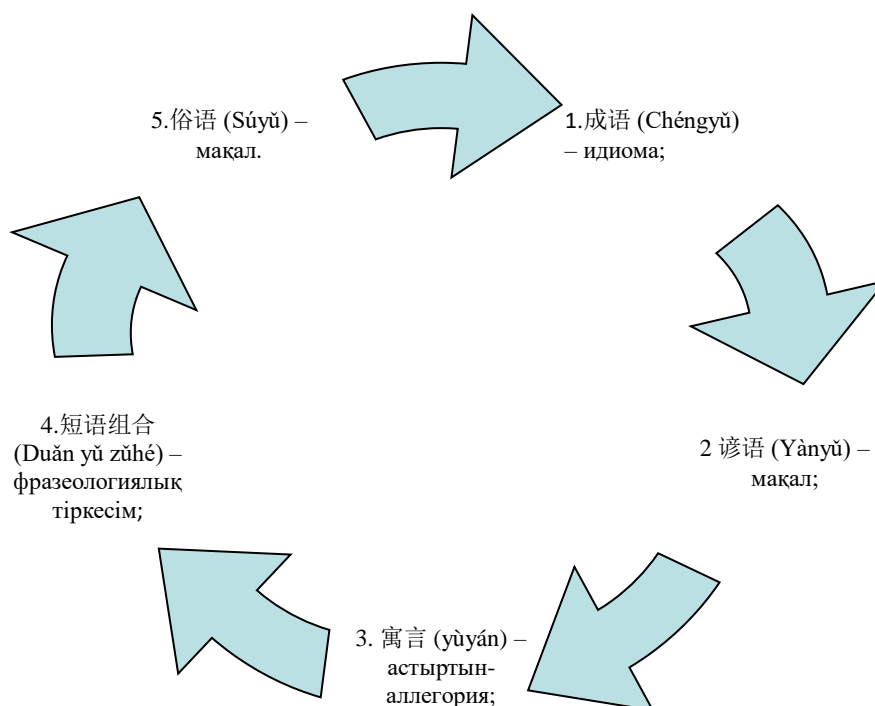 1.成语 (Chéngyǔ)
– идиома;
2 谚语 (Yànyǔ) –
мақал;
3. 寓言 (yùyán) –
астыртын-
аллегория;
4.短语组合
(Duǎn yǔ zǔhé) –
фразеологиялық
тіркесім;
5.俗语 (Súyǔ) –
мақал.